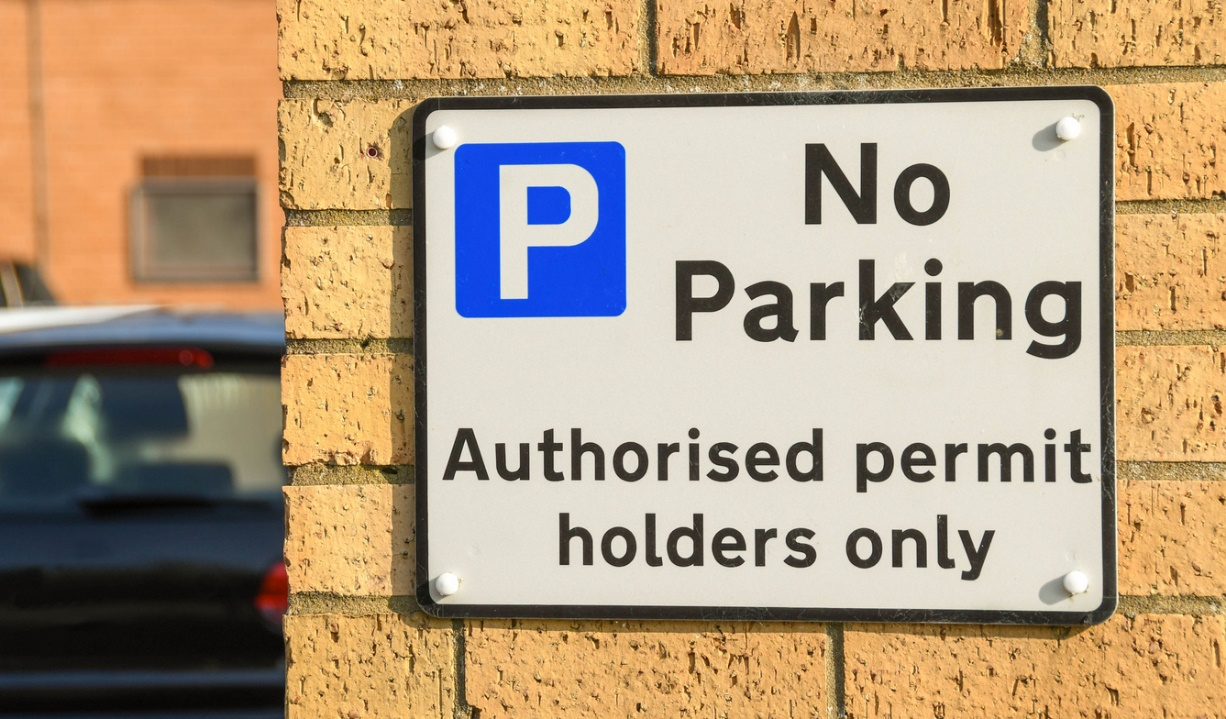 P
No
Parking
Authorised permit
holders only